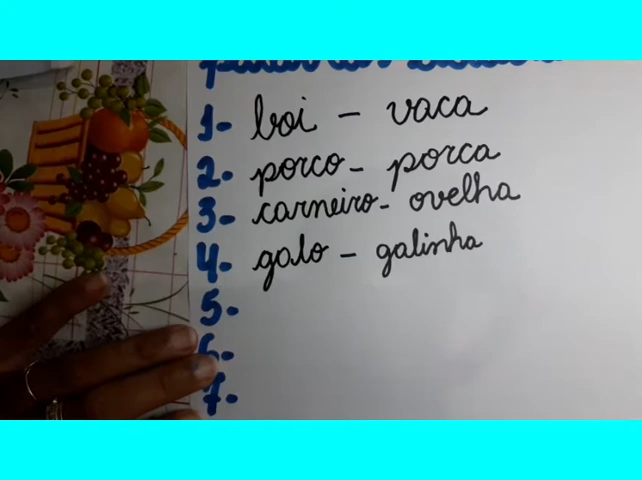 1- boi - vaca
2- porco - porca
3- carneiro - ovelha
4- galo - galinha
5-
6-
7-